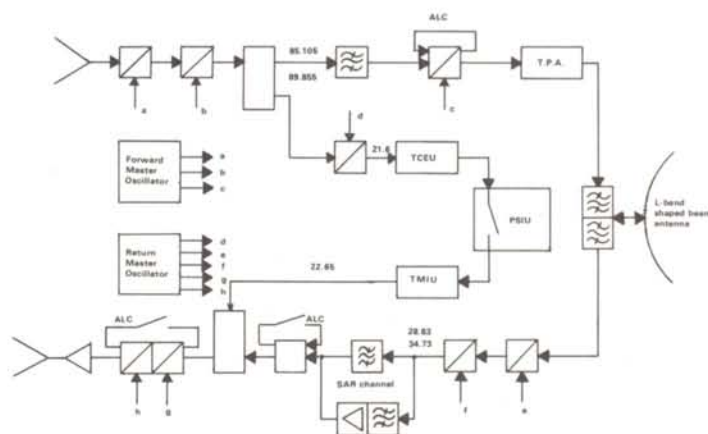 ALC
85.105
89.855
T.P.A.
a
b
c
d
21.6
TCEU
Forward
Master
Oscillator
a
b
c
PSIU
L-band
shaped beam
antenna
Return
Master
Oscillator
d
e
f
g
h
22.65
TMIU
ALC
ALC
28.83
34.73
SAR channel
h
g
f
e